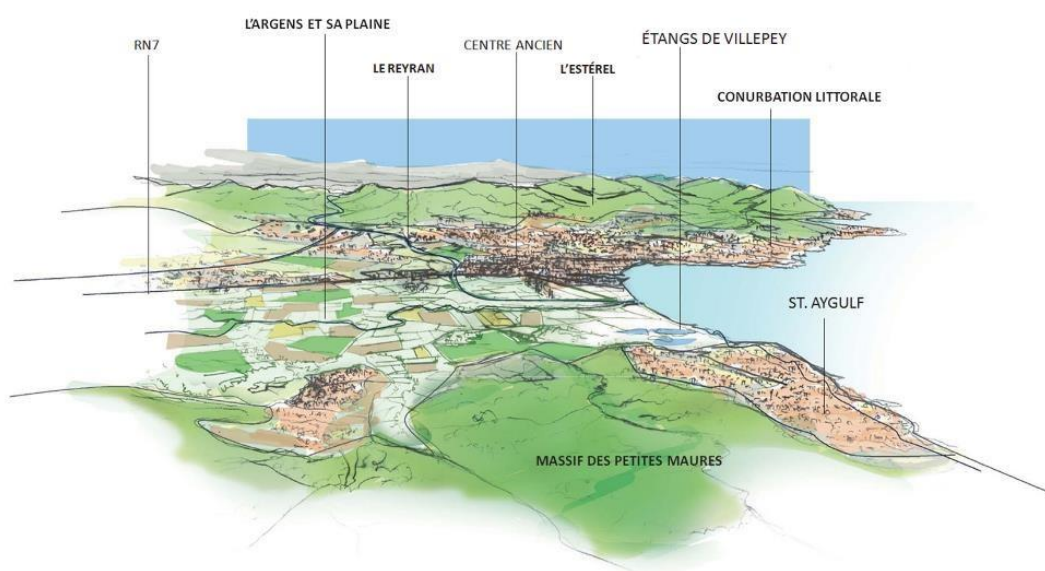 L'ARGENS ET SA PLAINE
RN7
CENTRE ANCIEN
ÉTANGS DE VILLEPEY
LE REYRAN
L'ESTÉREL
CONURBATION LITTORALE
ST. AYGULF
MASSIF DES PETITES MAURES